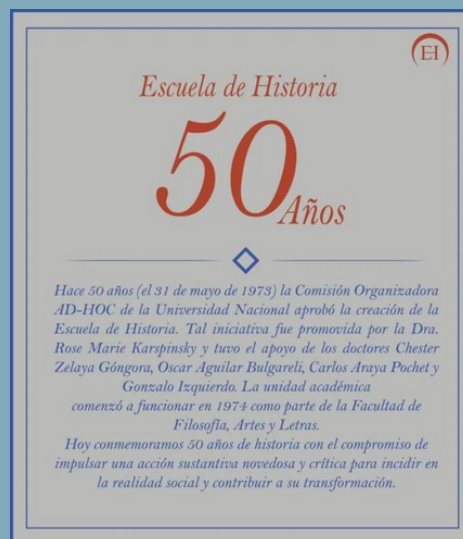 EH
Escuela de Historia
50
Años
Hace 50 años (el 31 de mayo de 1973) la Comisión Organizadora
AD-HOC de la Universidad Nacional aprobó la creación de la
Escuela de Historia. Tal iniciativa fue promovida por la Dra.
Rose Marie Karspinsky y tuvo el apoyo de los doctores Chester
Zelaya Góngora, Oscar Aguilar Bulgareli, Carlos Araya Pochet y
Gonzalo Izquierdo. La unidad académica
comenzó a funcionar en 1974 como parte de la Facultad de
Filosofía, Artes y Letras.
Hoy conmemoramos 50 años de historia con el compromiso de
impulsar una acción sustantiva novedosa y crítica para incidir en
la realidad social y contribuir a su transformación.